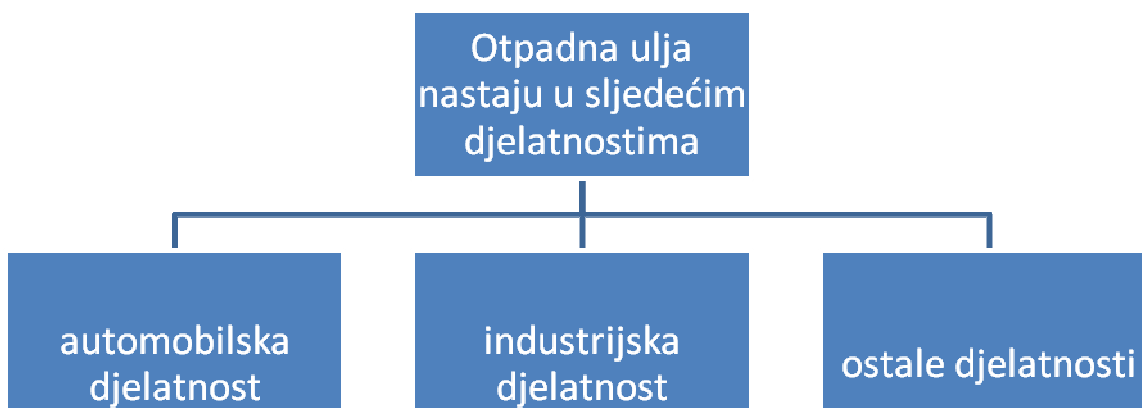 Otpadna ulja
nastaju u sljedećim
djelatnostima
automobilska
djelatnost
industrijska
djelatnost
ostale djelatnosti